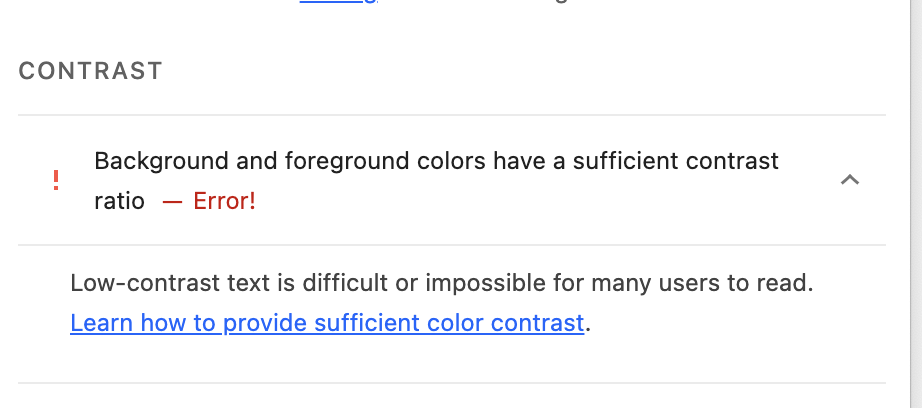 CONTRAST
Background and foreground colors have a sufficient contrast
ratio — Error!
Low-contrast text is difficult or impossible for many users to read.
Learn how to provide sufficient color contrast.